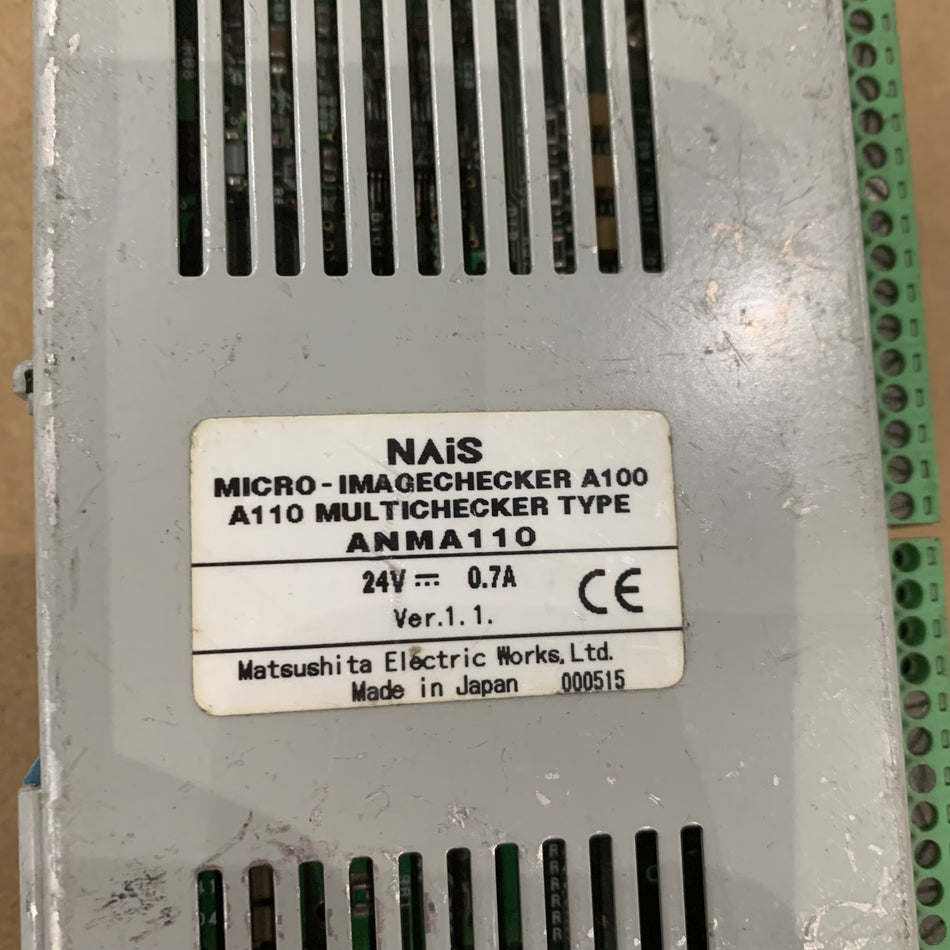 NAiS
MICRO-IMAGECHECKER A100
A110 MULTICHECKER TYPE
ANMA110
24V ⎓ 0.7A
CE
Ver.1.1.
Matsushita Electric Works,Ltd.
Made in Japan 000515
RRRRRR